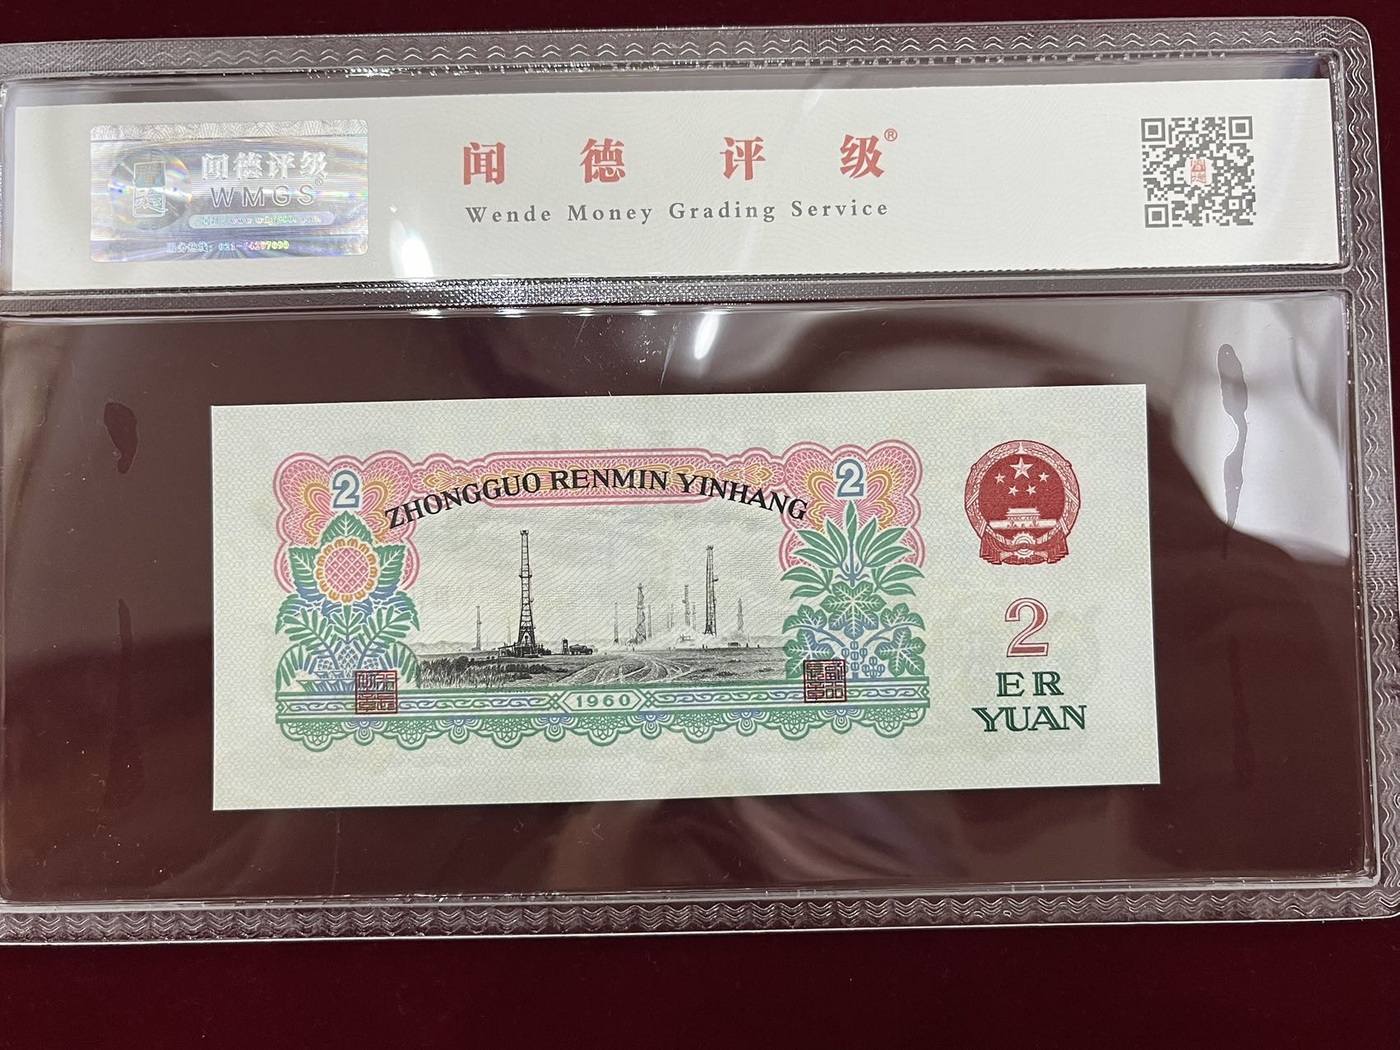 闻德评级
WMGS
闻德评级®
Wende Money Grading Service
2
2
ZHONGGUO RENMIN YINHANG
1960
2
ER
YUAN